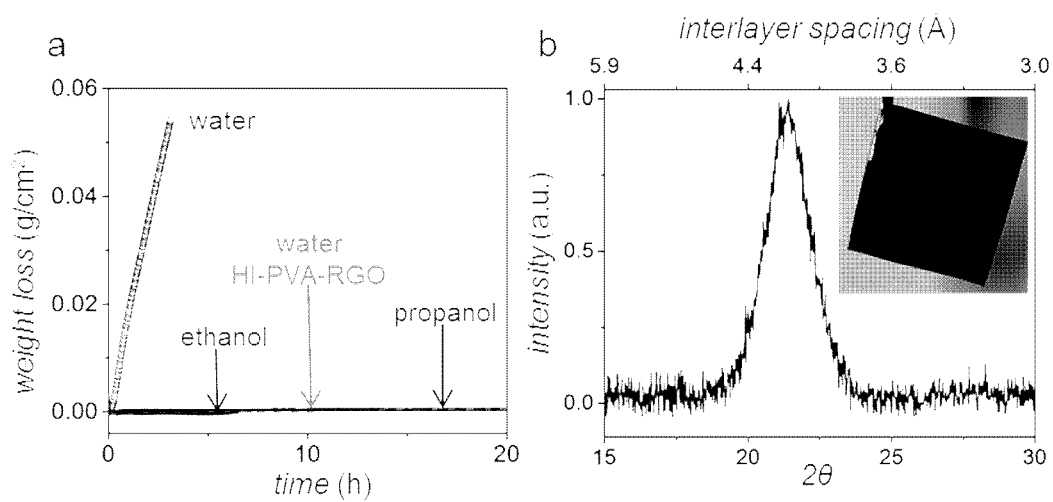 a
weight loss (g/cm²)
0.06
0.04
0.02
0.00
water
water
HI-PVA-RGO
ethanol
propanol
0
10
20
time (h)
b
interlayer spacing (Å)
5.9 4.4 3.6 3.0
intensity (a.u.)
1.0
0.5
0.0
15 20 25 30
2θ